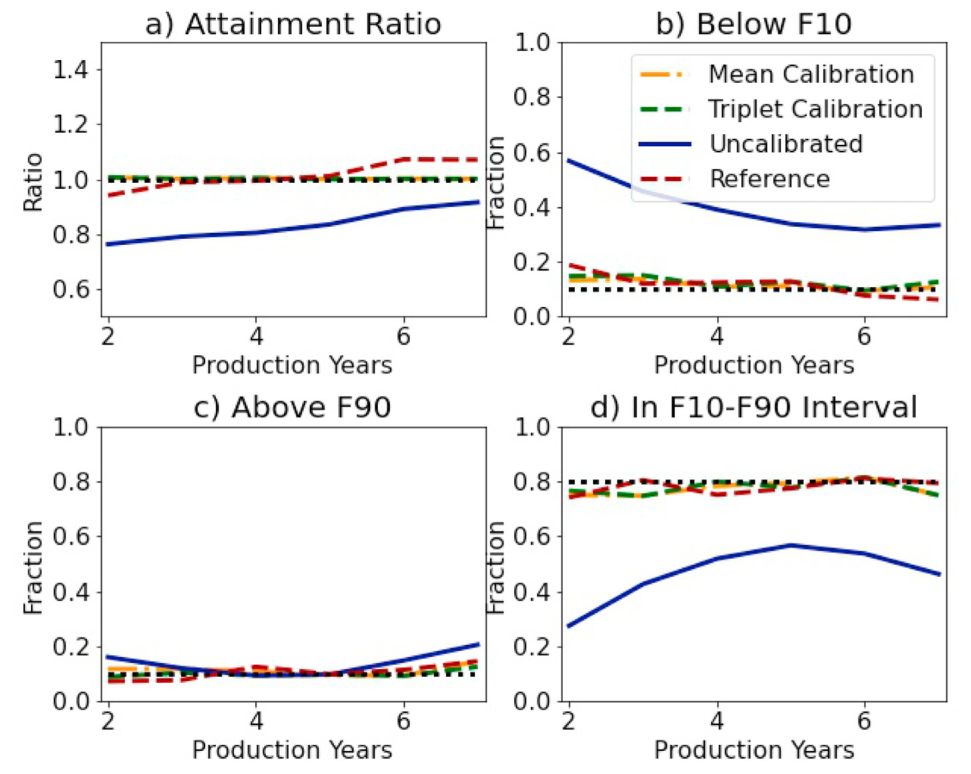 a) Attainment Ratio
1.4
1.2
1.0
0.8
0.6
Ratio
2 4 6
Production Years
b) Below F10
1.0
0.8
0.6
0.4
0.2
0.0
Fraction
Mean Calibration
Triplet Calibration
Uncalibrated
Reference
2 4 6
Production Years
c) Above F90
1.0
0.8
0.6
0.4
0.2
0.0
Fraction
2 4 6
Production Years
d) In F10-F90 Interval
1.0
0.8
0.6
0.4
0.2
0.0
Fraction
2 4 6
Production Years